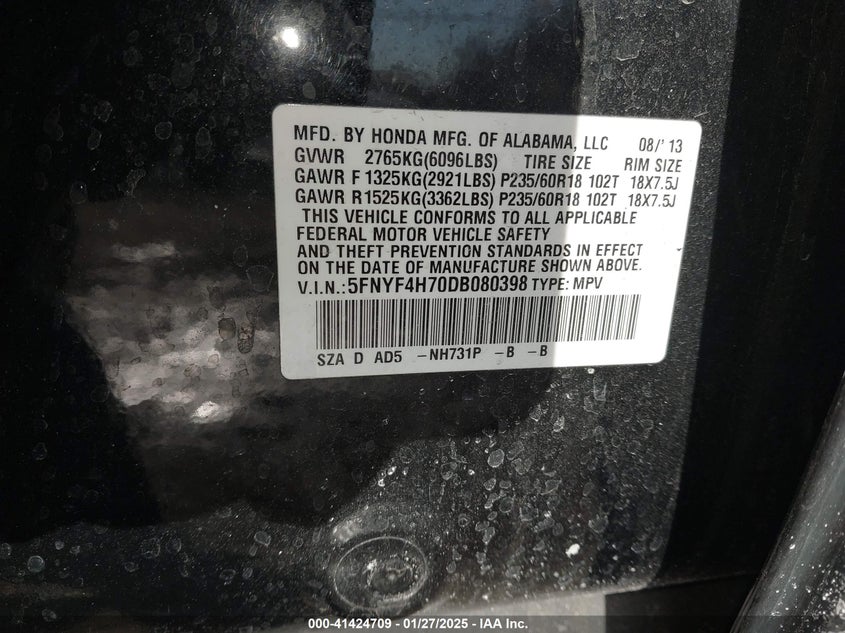 MFD. BY HONDA MFG. OF ALABAMA, LLC 08/'13
GVWR 2765KG(6096LBS) TIRE SIZE RIM SIZE
GAWR F 1325KG(2921LBS) P235/60R18 102T 18X7.5J
GAWR R 1525KG(3362LBS) P235/60R18 102T 18X7.5J
THIS VEHICLE CONFORMS TO ALL APPLICABLE
FEDERAL MOTOR VEHICLE SAFETY
AND THEFT PREVENTION STANDARDS IN EFFECT
ON THE DATE OF MANUFACTURE SHOWN ABOVE.
V.I.N.:5FNYF4H70DB080398 TYPE: MPV
SZA D AD5 -NH731P -B -B
000-41424709 - 01/27/2025 - IAA Inc.